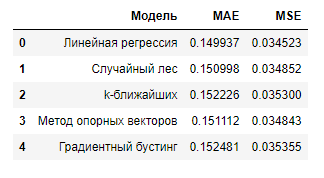 Модель MAE MSE
0 Линейная регрессия 0.149937 0.034523
1 Случайный лес 0.150998 0.034852
2 k-ближайших 0.152226 0.035300
3 Метод опорных векторов 0.151112 0.034843
4 Градиентный бустинг 0.152481 0.035355